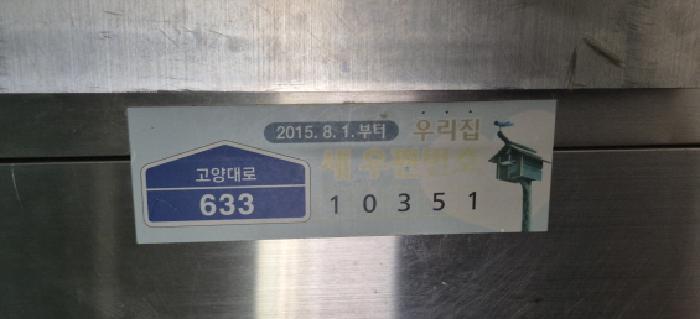 2015. 8. 1. 부터 우리집
새우편번호
고양대로
633
10351